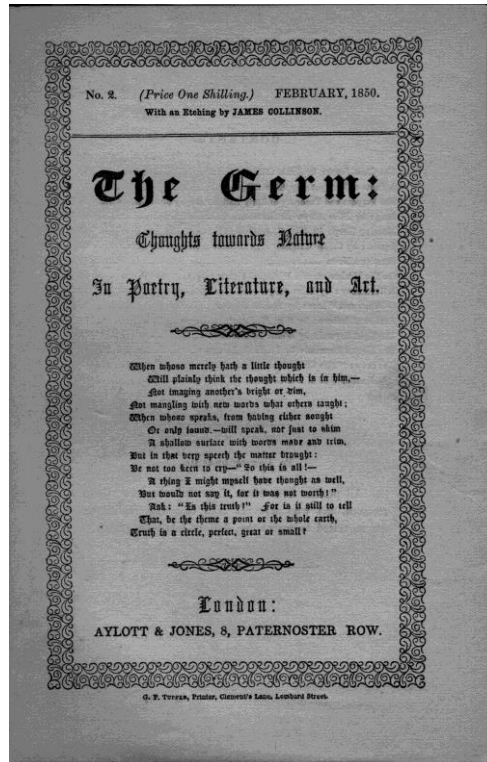 No. 2. (Price One Shilling.) FEBRUARY, 1850.
With an Etching by JAMES COLLINSON.
The Germ:
Thoughts towards Nature
In Poetry, Literature, and Art.
When whoso merely hath a little thought
Will plainly think the thought which is in him,—
Not imaging another's bright or dim,
Not mangling with new words what others taught;
When whoso speaks, from having either sought
Or only found,—will speak, not just to skim
A shallow surface with words made and trim,
But in that very speech the matter brought:
Be not too keen to cry—"So this is all!—
A thing I might myself have thought as well,
But would not say it, for it was not worth!"
Ask: "Is this truth?" For is it still to tell
That, be the theme a point or the whole earth,
Truth is a circle, perfect, great or small?
London:
AYLOTT & JONES, 8, PATERNOSTER ROW.
G. F. Tupper, Printer, Clement's Lane, Lombard Street.